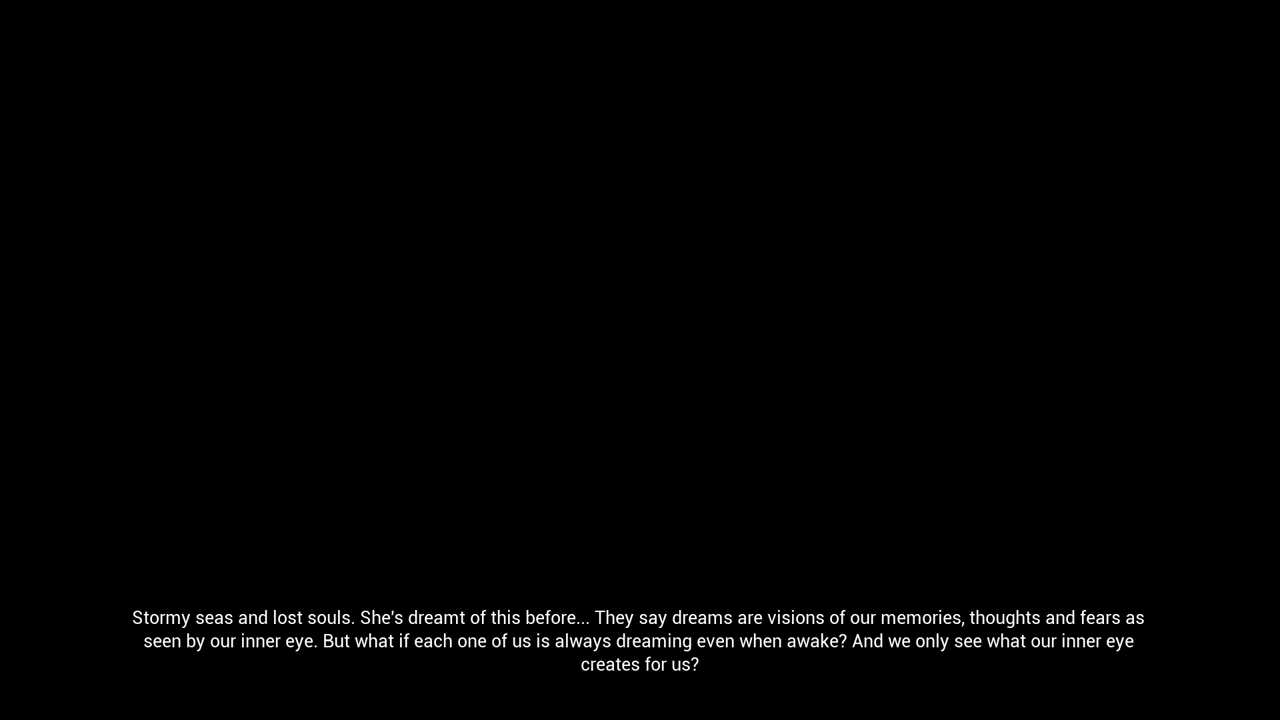 Stormy seas and lost souls. She's dreamt of this before... They say dreams are visions of our memories, thoughts and fears as
seen by our inner eye. But what if each one of us is always dreaming even when awake? And we only see what our inner eye
creates for us?